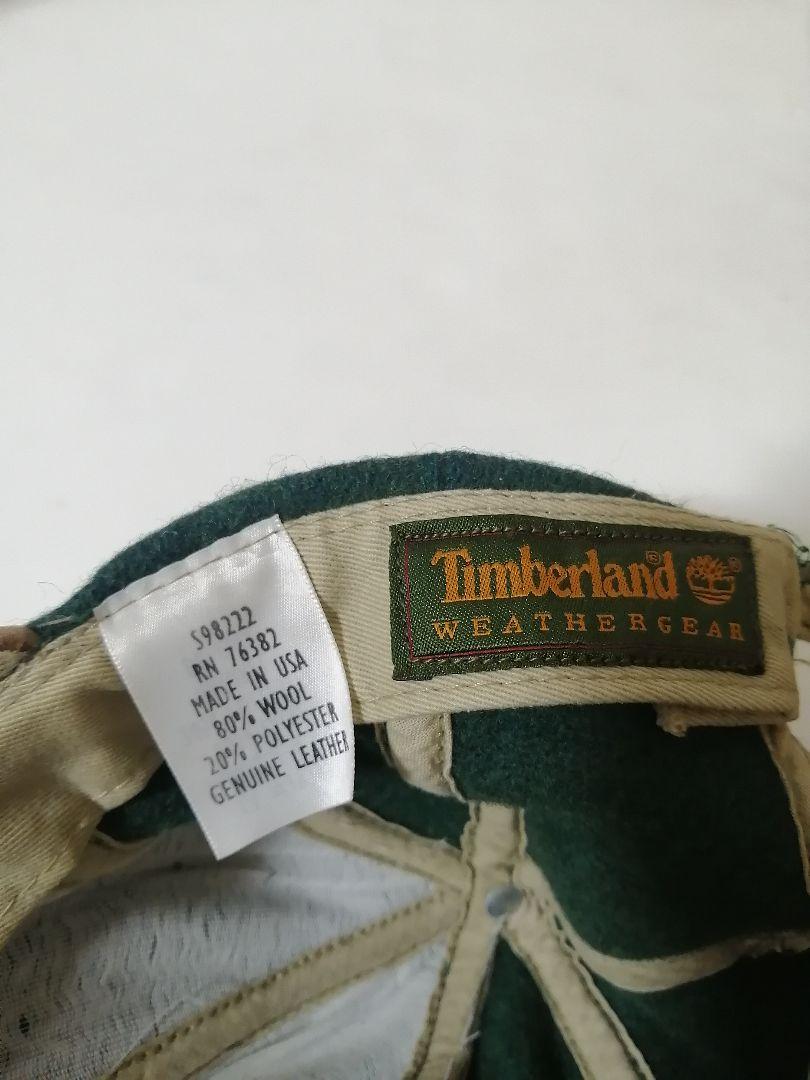 S98222
RN 76382
MADE IN USA
80% WOOL
20% POLYESTER
GENUINE LEATHER
Timberland®
WEATHERGEAR